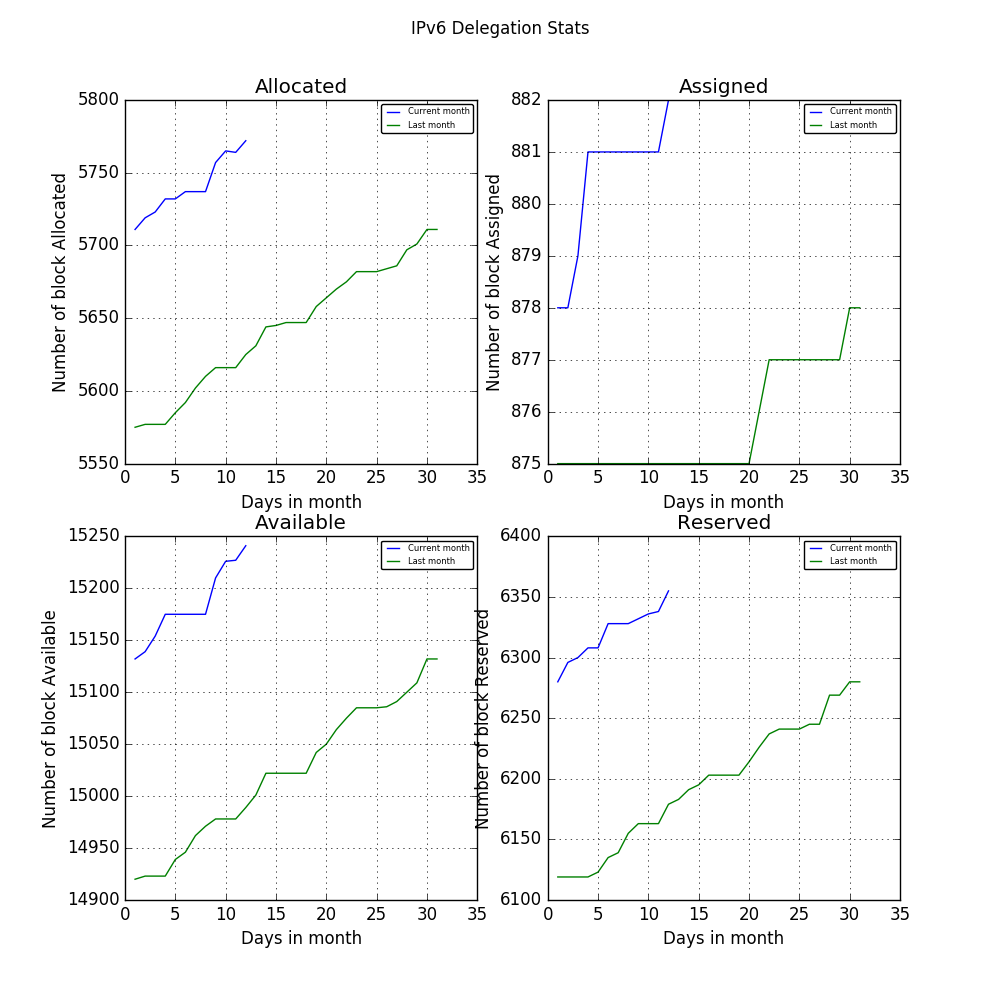 IPv6 Delegation Stats
Allocated
Number of block Allocated
5800
5750
5700
5650
5600
5550
Current month
Last month
0 5 10 15 20 25 30 35
Days in month
Assigned
Number of block Assigned
882
881
880
879
878
877
876
875
Current month
Last month
0 5 10 15 20 25 30 35
Days in month
Available
Number of block Available
15250
15200
15150
15100
15050
15000
14950
14900
Current month
Last month
0 5 10 15 20 25 30 35
Days in month
Reserved
Number of block Reserved
6400
6350
6300
6250
6200
6150
6100
Current month
Last month
0 5 10 15 20 25 30 35
Days in month